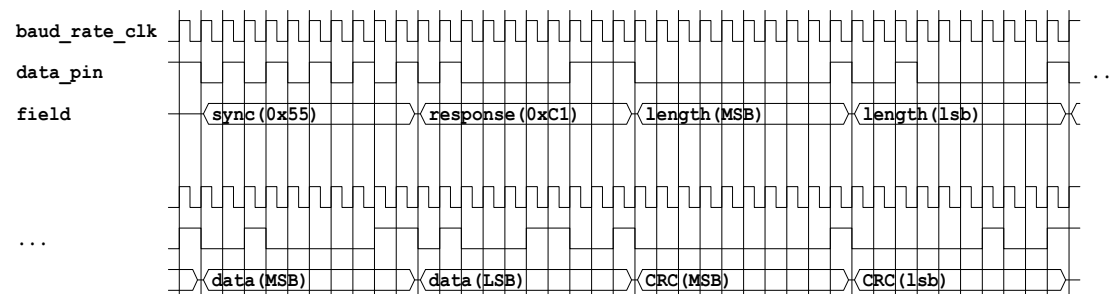 baud_rate_clk
data_pin ..
field sync(0x55) response(0xC1) length(MSB) length(lsb)
...
data(MSB) data(LSB) CRC(MSB) CRC(lsb)